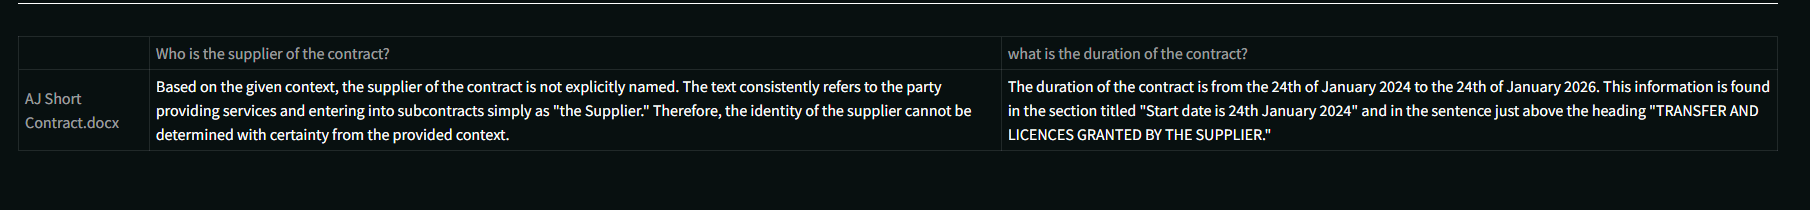 Who is the supplier of the contract?
what is the duration of the contract?
AJ Short
Contract.docx
Based on the given context, the supplier of the contract is not explicitly named. The text consistently refers to the party
providing services and entering into subcontracts simply as "the Supplier." Therefore, the identity of the supplier cannot be
determined with certainty from the provided context.
The duration of the contract is from the 24th of January 2024 to the 24th of January 2026. This information is found
in the section titled "Start date is 24th January 2024" and in the sentence just above the heading "TRANSFER AND
LICENCES GRANTED BY THE SUPPLIER."